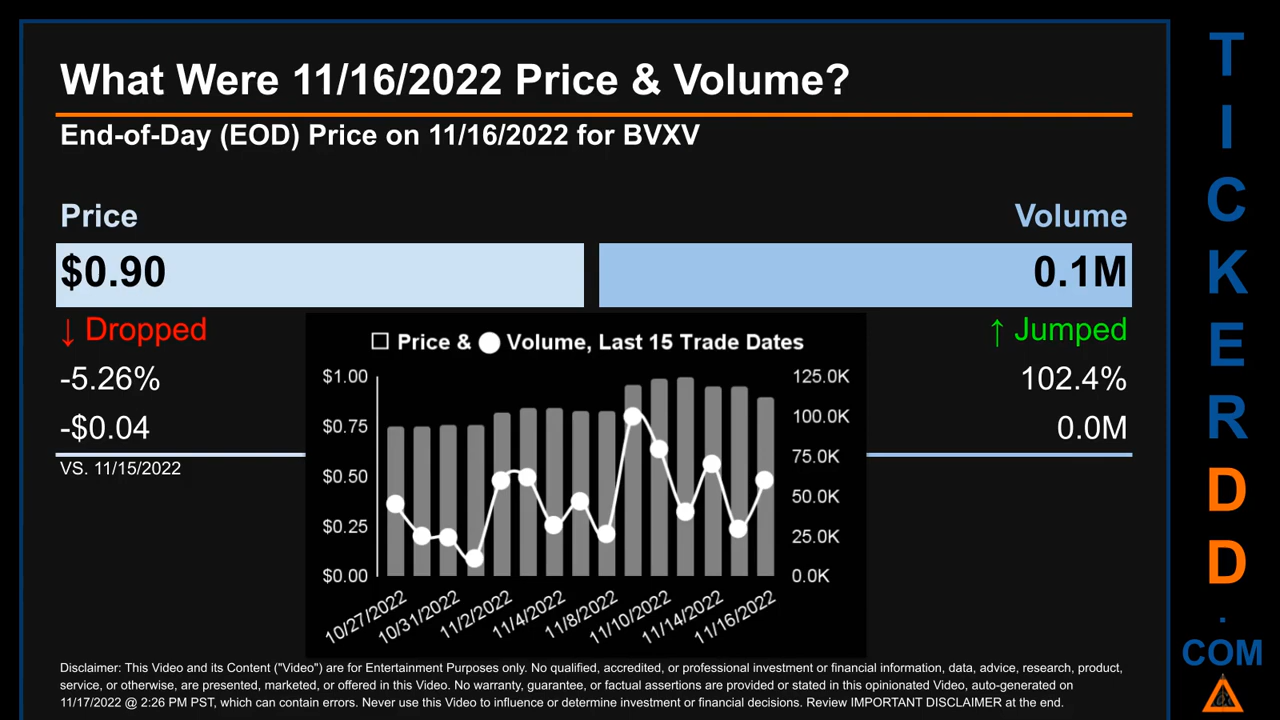 What Were 11/16/2022 Price & Volume?
End-of-Day (EOD) Price on 11/16/2022 for BVXV
Price
Volume
$0.90
0.1M
↓ Dropped
↑ Jumped
-5.26%
102.4%
-$0.04
0.0M
VS. 11/15/2022
Price & Volume, Last 15 Trade Dates
$1.00
$0.75
$0.50
$0.25
$0.00
125.0K
100.0K
75.0K
50.0K
25.0K
0.0K
10/27/2022
10/31/2022
11/2/2022
11/4/2022
11/8/2022
11/10/2022
11/14/2022
11/16/2022
Disclaimer: This Video and its Content ("Video") are for Entertainment Purposes only. No qualified, accredited, or professional investment or financial information, data, advice, research, product,
service, or otherwise, are presented, marketed, or offered in this Video. No warranty, guarantee, or factual assertions are provided or stated in this opinionated Video, auto-generated on
11/17/2022 @ 2:26 PM PST, which can contain errors. Never use this Video to influence or determine investment or financial decisions. Review IMPORTANT DISCLAIMER at the end.
T
I
C
K
E
R
D
D
.
COM